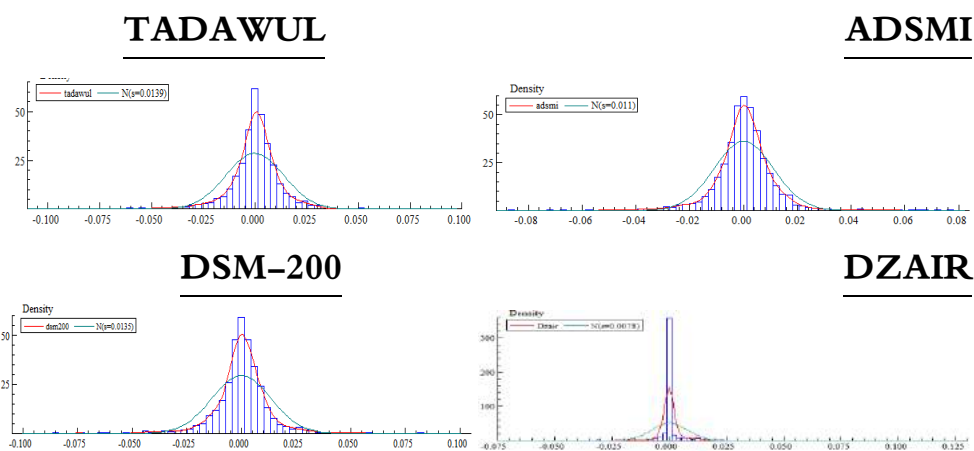 TADAWUL
ADSMI
tadawul N(s=0.0139)
50
25
-0.100 -0.075 -0.050 -0.025 0.000 0.025 0.050 0.075 0.100
Density
adsmi N(s=0.011)
50
25
-0.08 -0.06 -0.04 -0.02 0.00 0.02 0.04 0.06 0.08
DSM-200
DZAIR
Density
dsm200 N(s=0.0135)
50
25
-0.100 -0.075 -0.050 -0.025 0.000 0.025 0.050 0.075 0.100
Density
Dzair N(s=0.0078)
300
200
100
-0.075 -0.050 -0.025 0.000 0.025 0.050 0.075 0.100 0.125